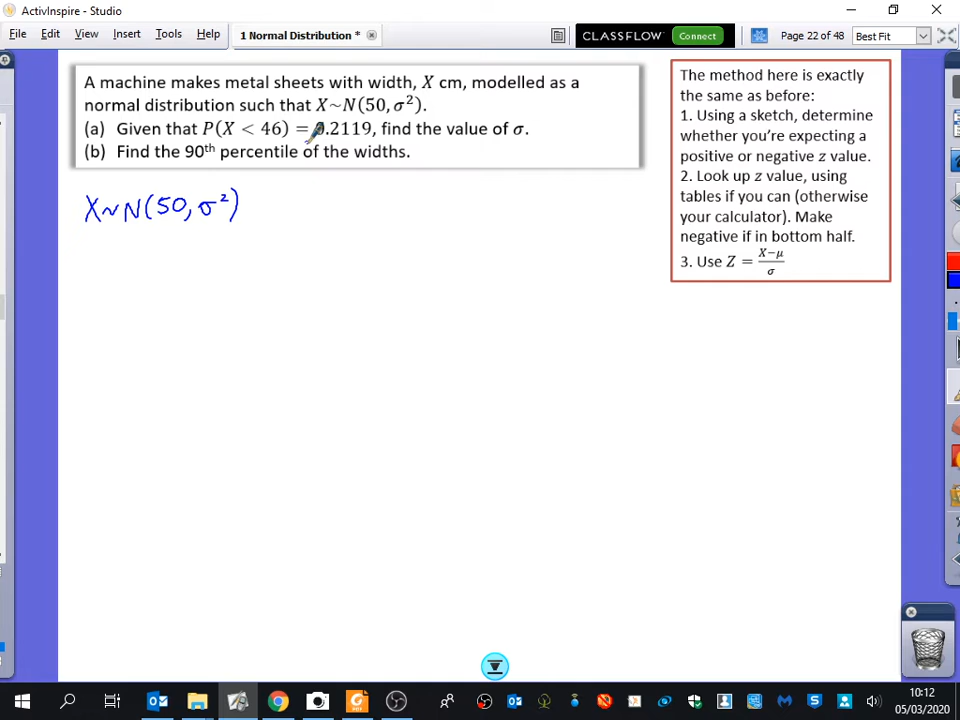 ActivInspire - Studio
File Edit View Insert Tools Help
1 Normal Distribution *
CLASSFLOW Connect
Page 22 of 48
Best Fit
A machine makes metal sheets with width, X cm, modelled as a
normal distribution such that X~N(50, σ²).
(a) Given that P(X < 46) = 0.2119, find the value of σ.
(b) Find the 90th percentile of the widths.
The method here is exactly
the same as before:
1. Using a sketch, determine
whether you're expecting a
positive or negative z value.
2. Look up z value, using
tables if you can (otherwise
your calculator). Make
negative if in bottom half.
3. Use Z = X−μ/σ
X~N(50, σ²)
10:12
05/03/2020